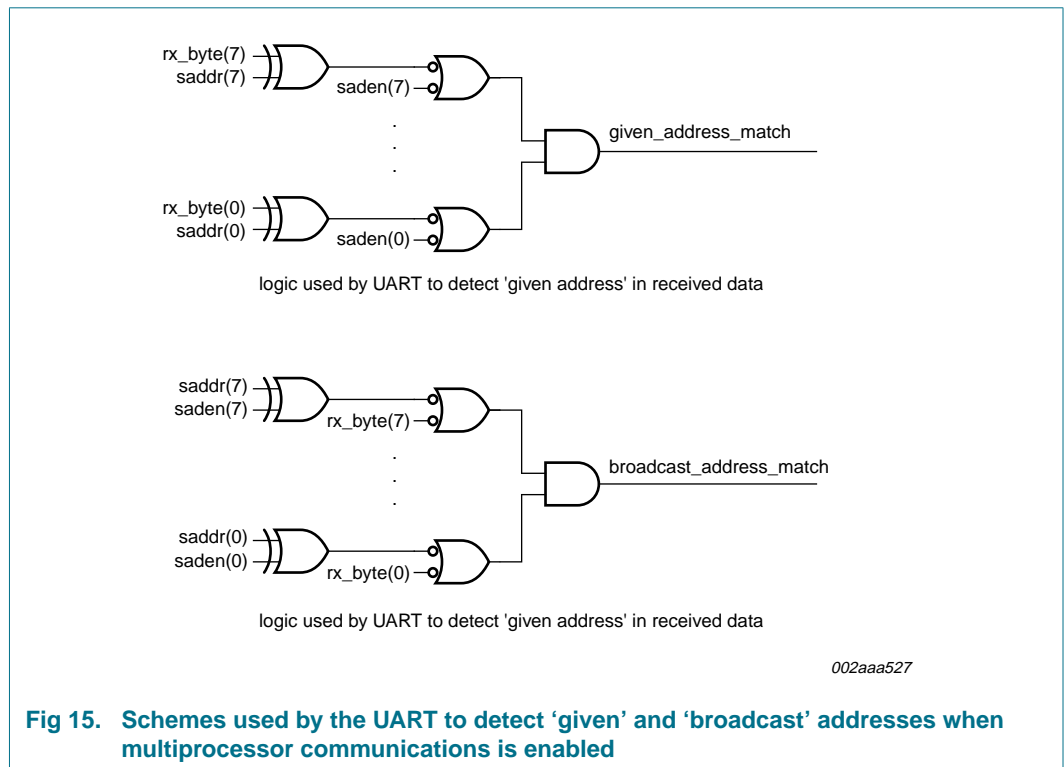 rx_byte(7)
saddr(7)
saden(7)
.
.
.
.
.
.
given_address_match
rx_byte(0)
saddr(0)
saden(0)
logic used by UART to detect 'given address' in received data
saddr(7)
saden(7)
rx_byte(7)
.
.
.
.
.
.
broadcast_address_match
saddr(0)
saden(0)
rx_byte(0)
logic used by UART to detect 'given address' in received data
002aaa527
Fig 15. Schemes used by the UART to detect ‘given’ and ‘broadcast’ addresses when
multiprocessor communications is enabled